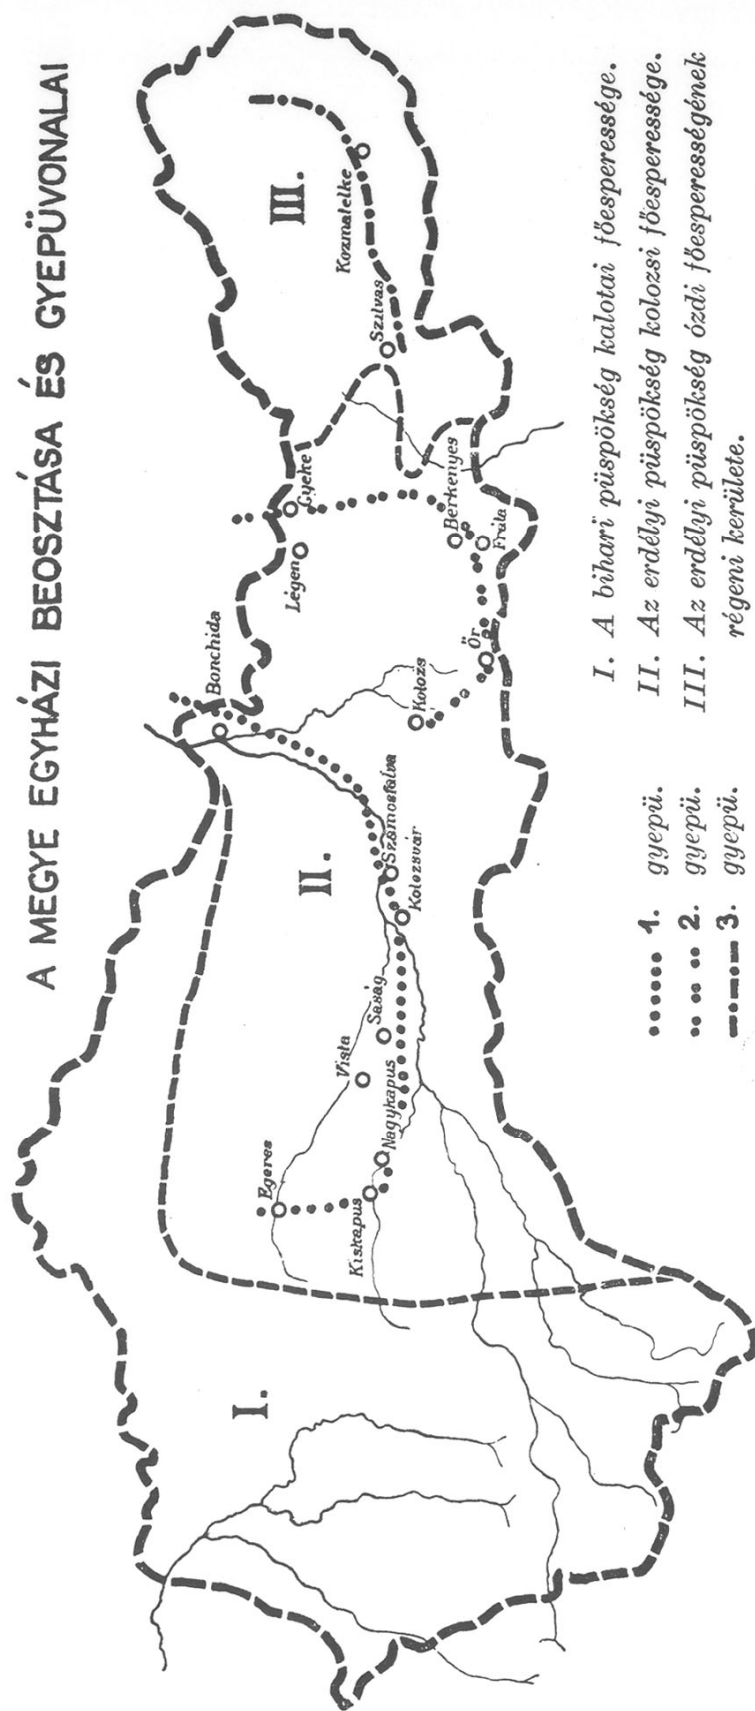 A MEGYE EGYHÁZI BEOSZTÁSA ÉS GYEPÜVONALAI
I.
II.
III.
Egeres
Kiskapus
Nagykapus
Vista
Saság
Kolozsvár
Szamosfalva
Bonchida
Kolozs
Őr
Légen
Gyeke
Berkenyes
Frata
Szilvas
Kozmatelke
1. gyepü.
2. gyepü.
3. gyepü.
I. A bihari püspökség kalotai főesperessége.
II. Az erdélyi püspökség kolozsi főesperessége.
III. Az erdélyi püspökség ózdi főesperességének
régeni kerülete.